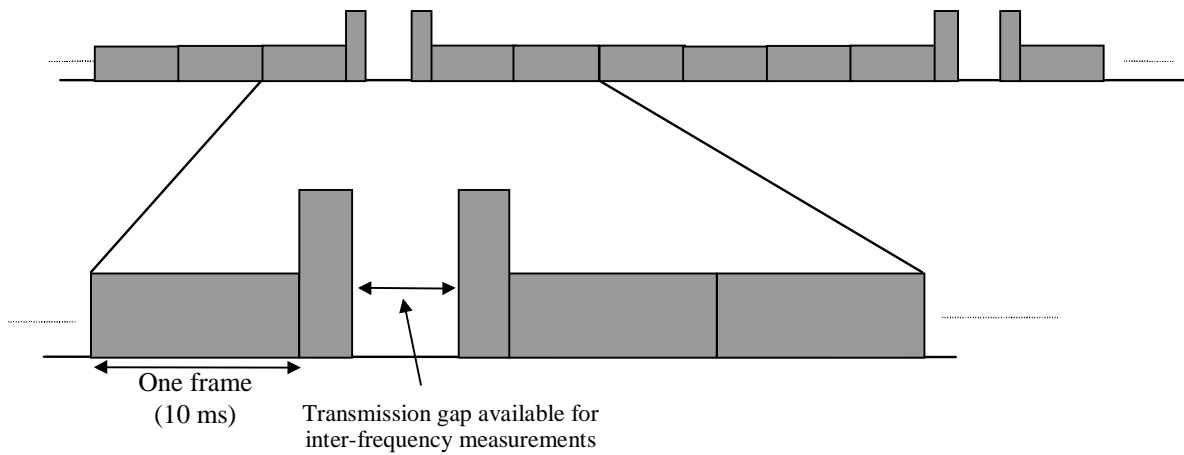 One frame
(10 ms)
Transmission gap available for
inter-frequency measurements